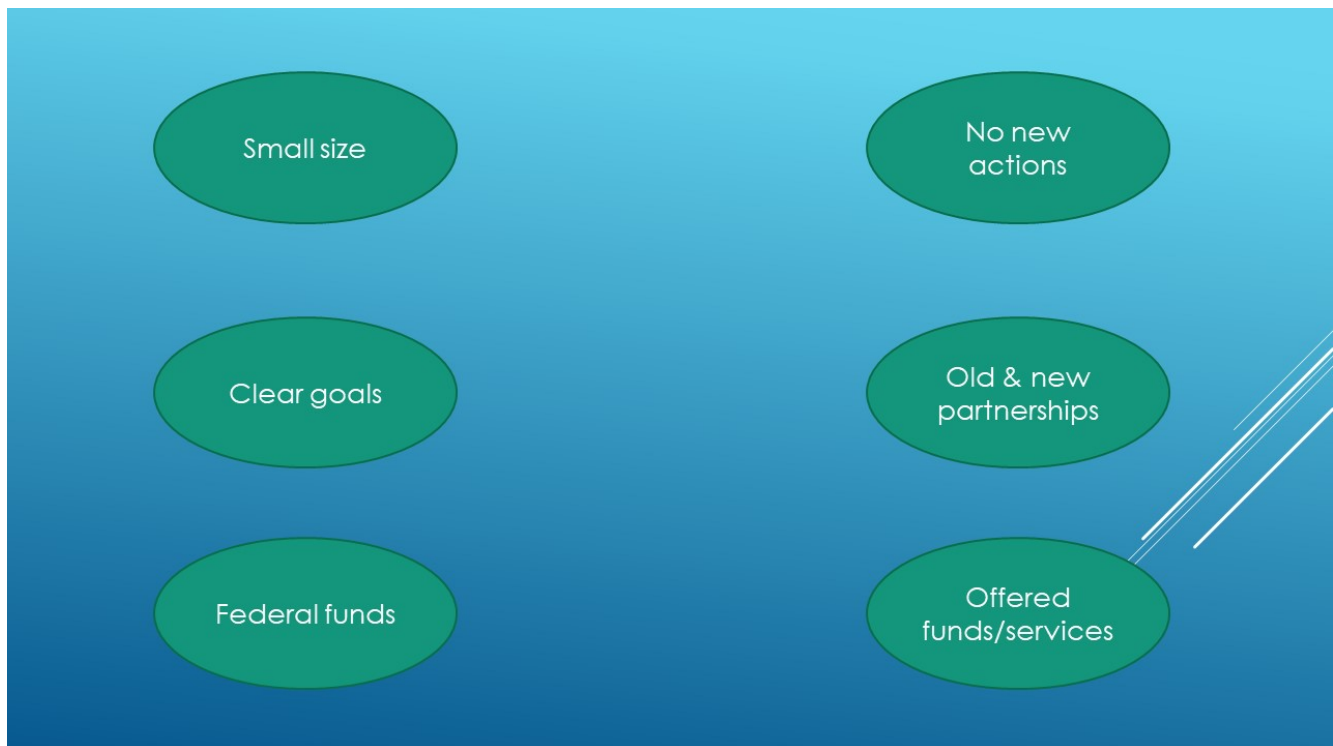 Small size
No new
actions
Clear goals
Old & new
partnerships
Federal funds
Offered
funds/services